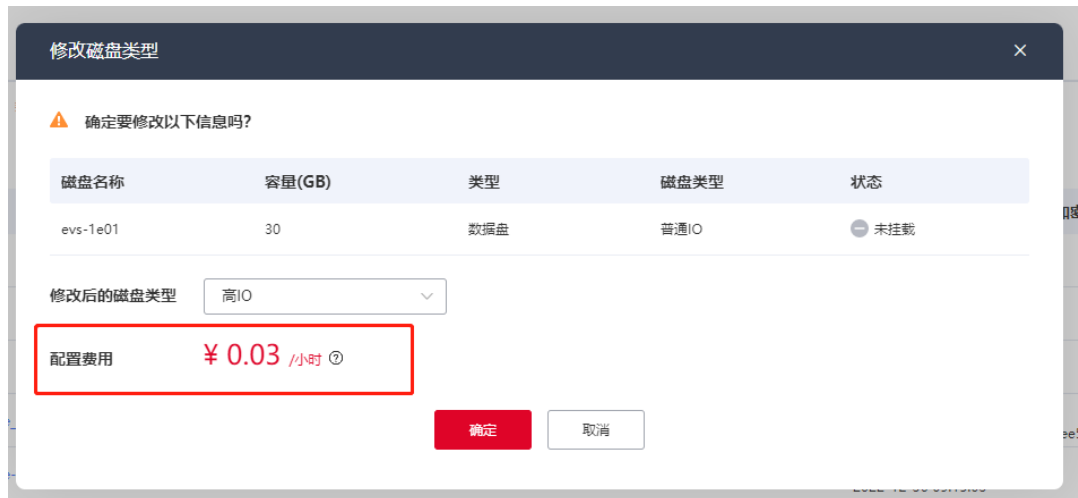 修改磁盘类型
确定要修改以下信息吗?
磁盘名称 容量(GB) 类型 磁盘类型 状态
evs-1e01 30 数据盘 普通IO 未挂载
修改后的磁盘类型 高IO
配置费用 ¥ 0.03 /小时
确定 取消